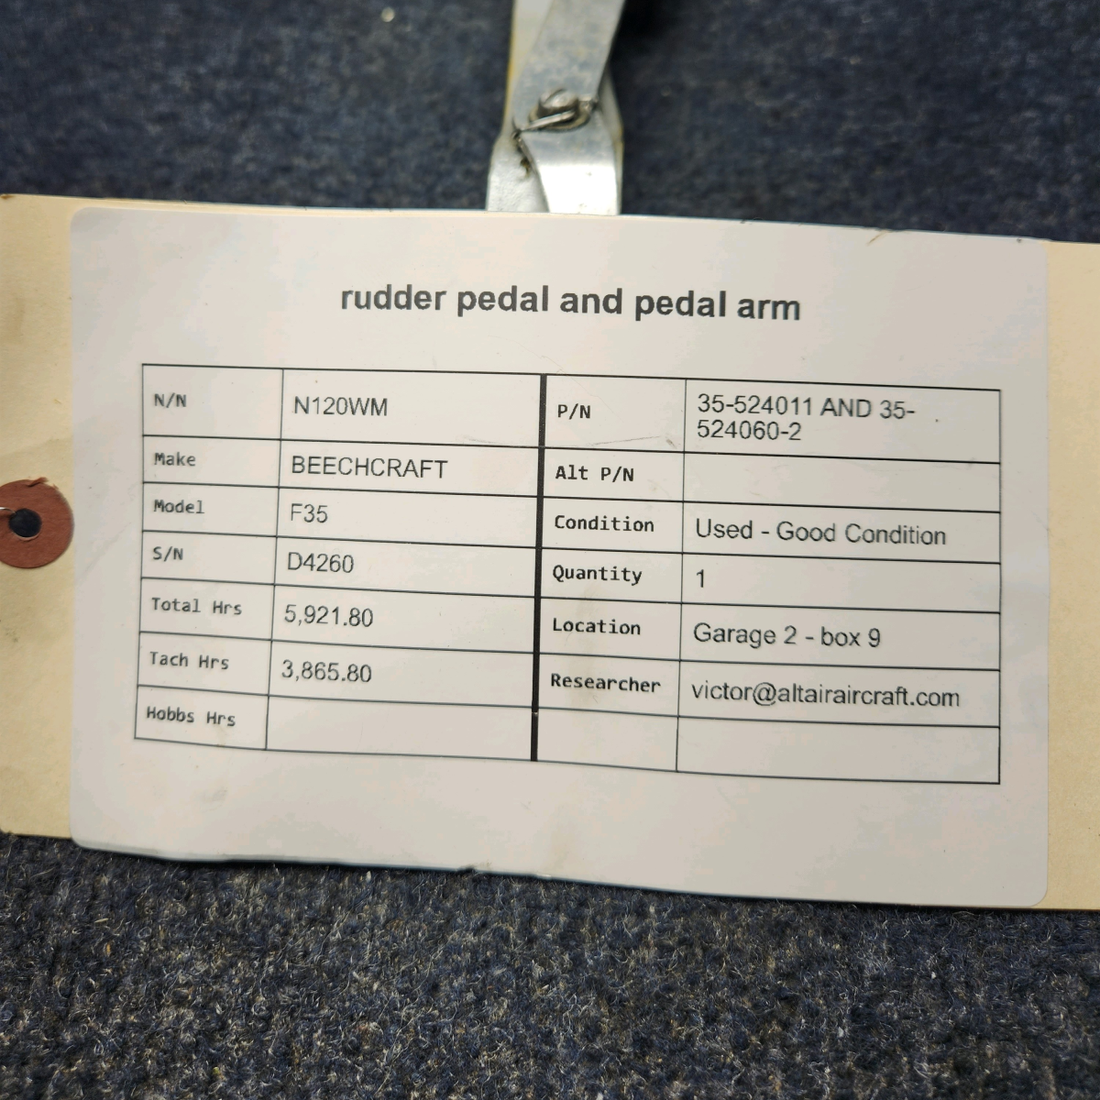 rudder pedal and pedal arm
N/N N120WM P/N 35-524011 AND 35-
524060-2
Make BEECHCRAFT Alt P/N
Model F35 Condition Used - Good Condition
S/N D4260 Quantity 1
Total Hrs 5,921.80 Location Garage 2 - box 9
Tach Hrs 3,865.80 Researcher victor@altairaircraft.com
Hobbs Hrs